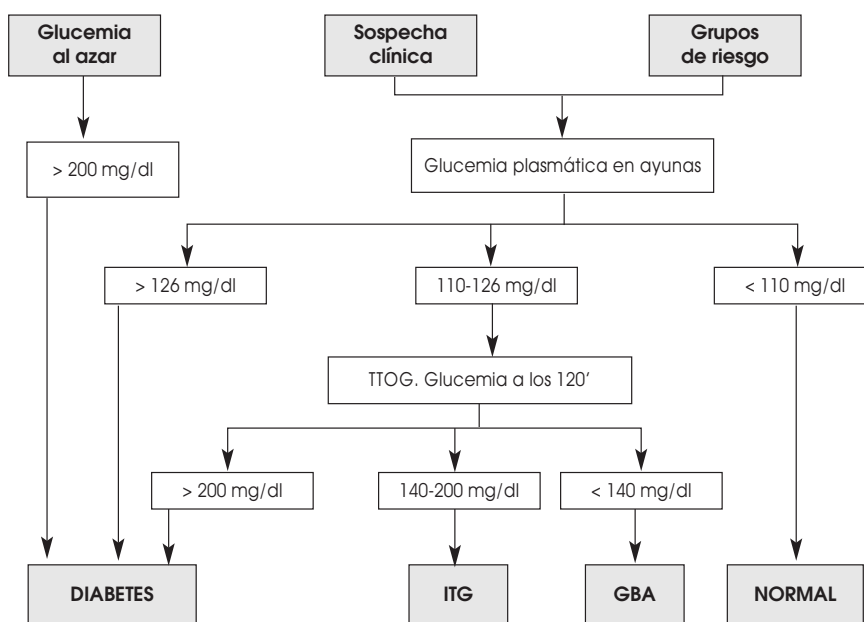 Glucemia
al azar
Sospecha
clínica
Grupos
de riesgo
> 200 mg/dl
Glucemia plasmática en ayunas
> 126 mg/dl
110-126 mg/dl
< 110 mg/dl
TTOG. Glucemia a los 120’
> 200 mg/dl
140-200 mg/dl
< 140 mg/dl
DIABETES
ITG
GBA
NORMAL